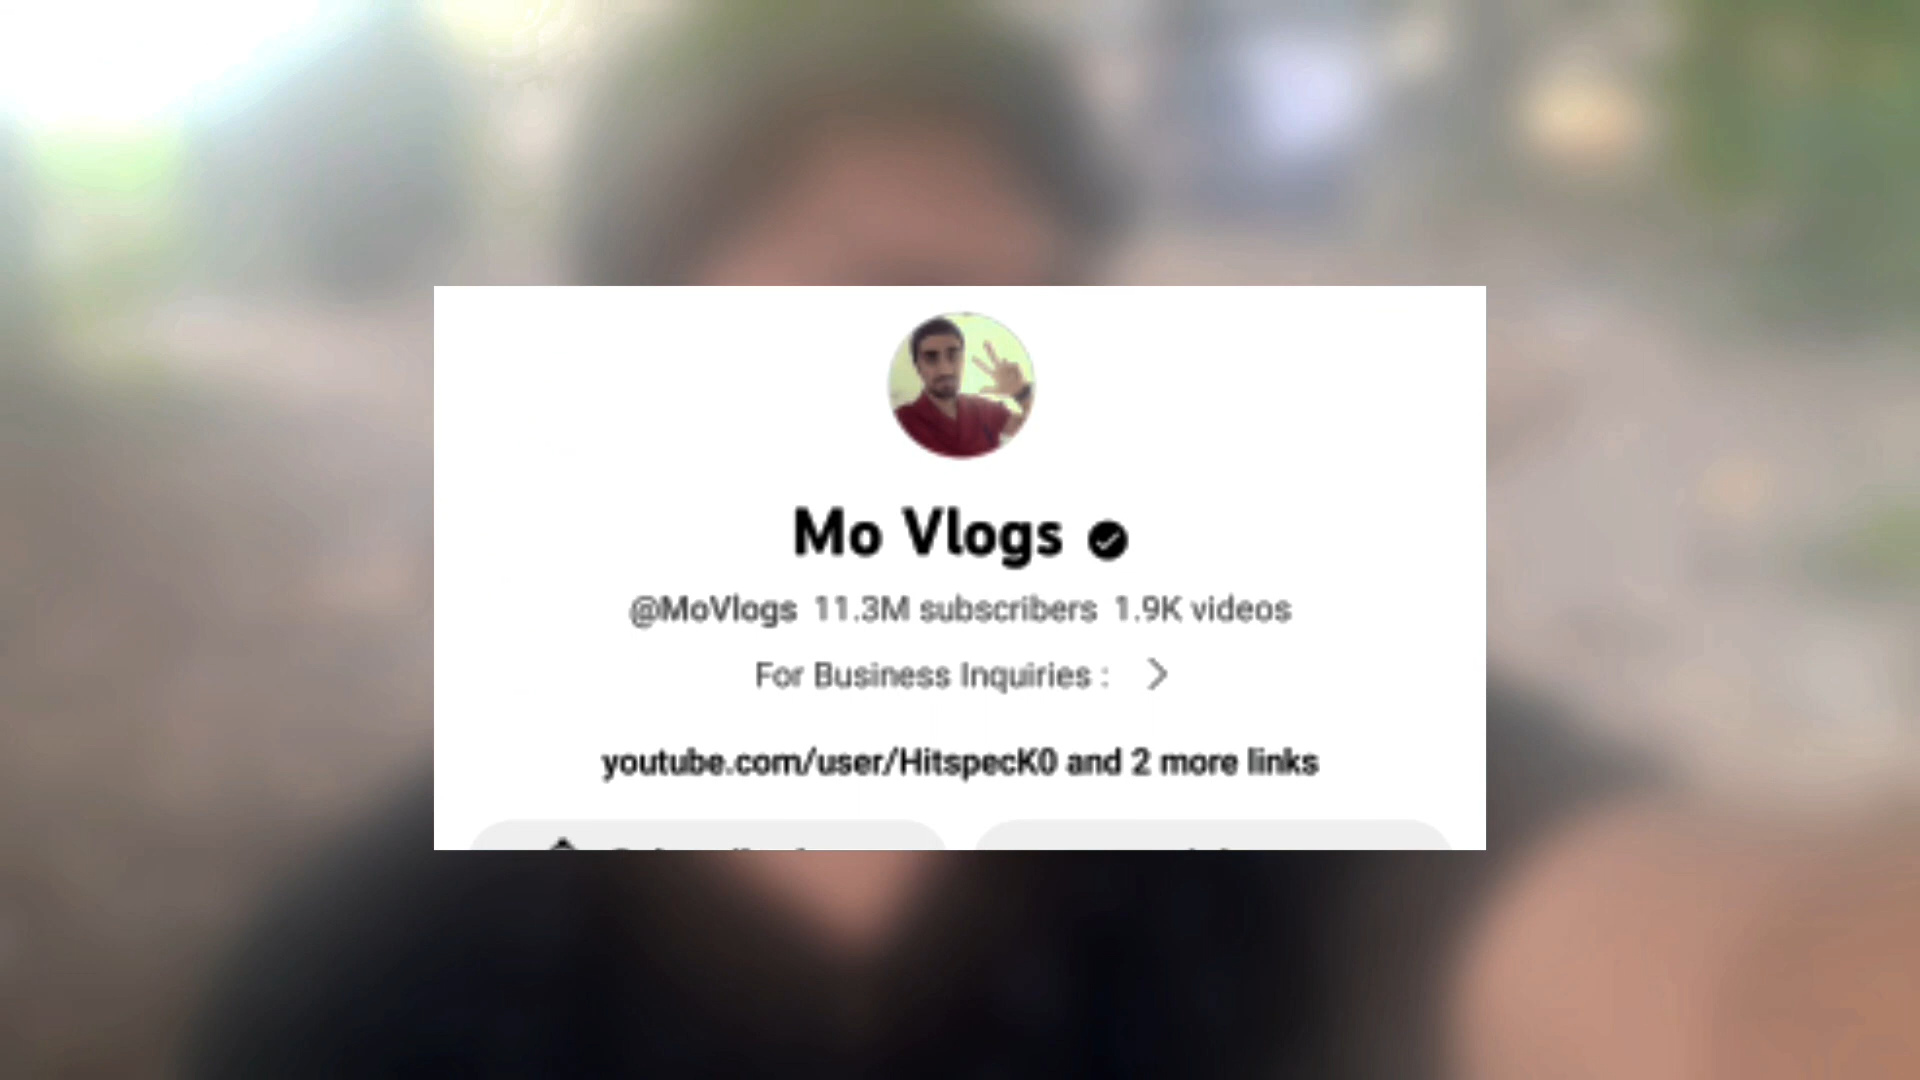 Mo Vlogs
@MoVlogs 11.3M subscribers 1.9K videos
For Business Inquiries :
youtube.com/user/HitspecK0 and 2 more links